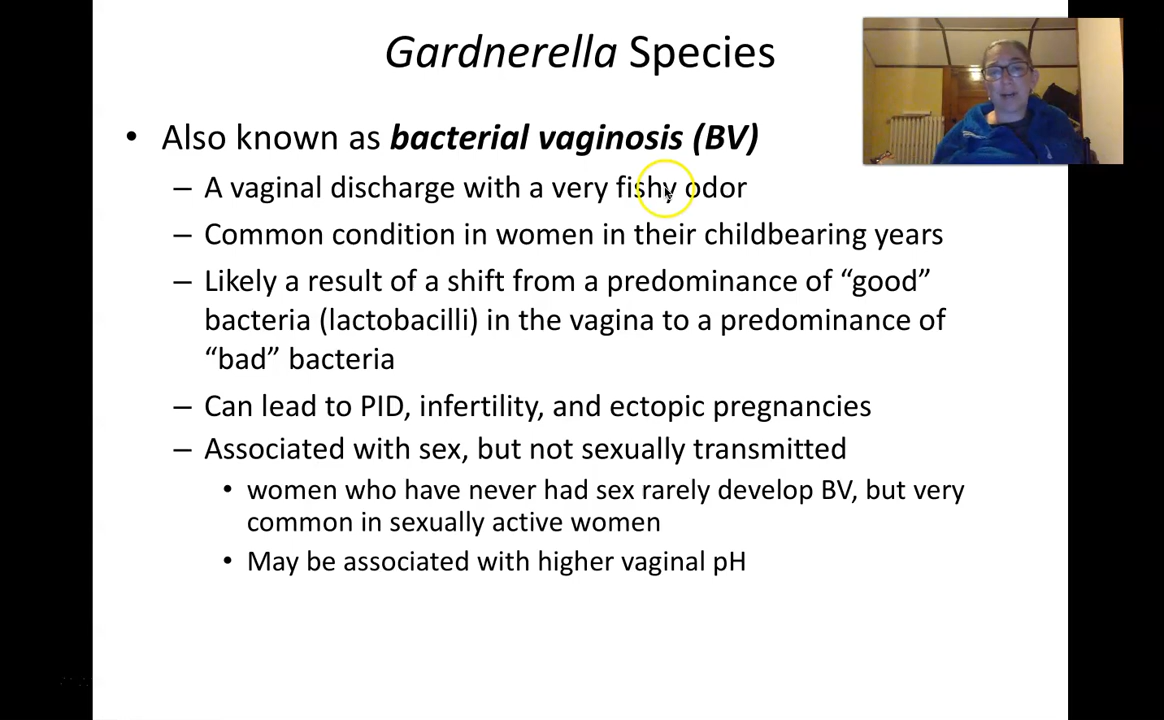 Gardnerella Species
• Also known as bacterial vaginosis (BV)
– A vaginal discharge with a very fishy odor
– Common condition in women in their childbearing years
– Likely a result of a shift from a predominance of “good”
bacteria (lactobacilli) in the vagina to a predominance of
“bad” bacteria
– Can lead to PID, infertility, and ectopic pregnancies
– Associated with sex, but not sexually transmitted
• women who have never had sex rarely develop BV, but very
common in sexually active women
• May be associated with higher vaginal pH